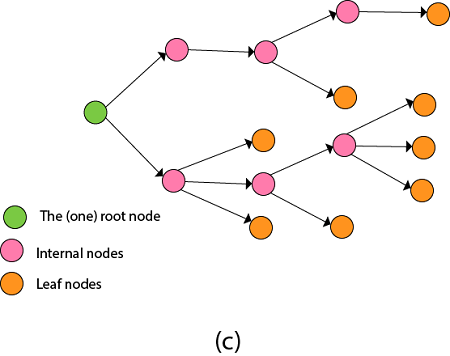 The (one) root node
Internal nodes
Leaf nodes
(c)